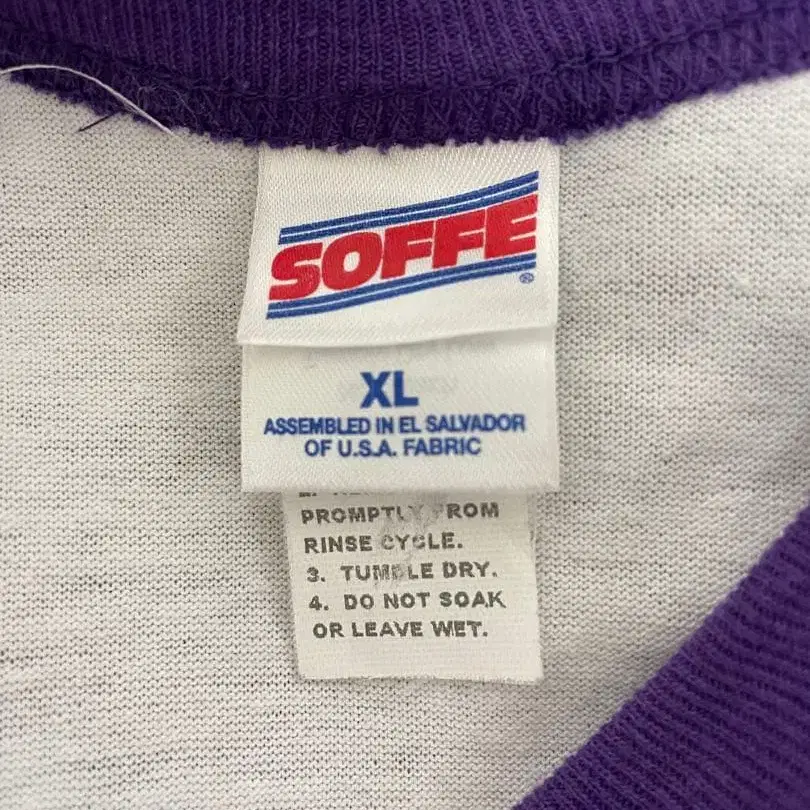 SOFFE®
XL
ASSEMBLED IN EL SALVADOR
OF U.S.A. FABRIC
PROMPTLY FROM
RINSE CYCLE.
3. TUMBLE DRY.
4. DO NOT SOAK
OR LEAVE WET.